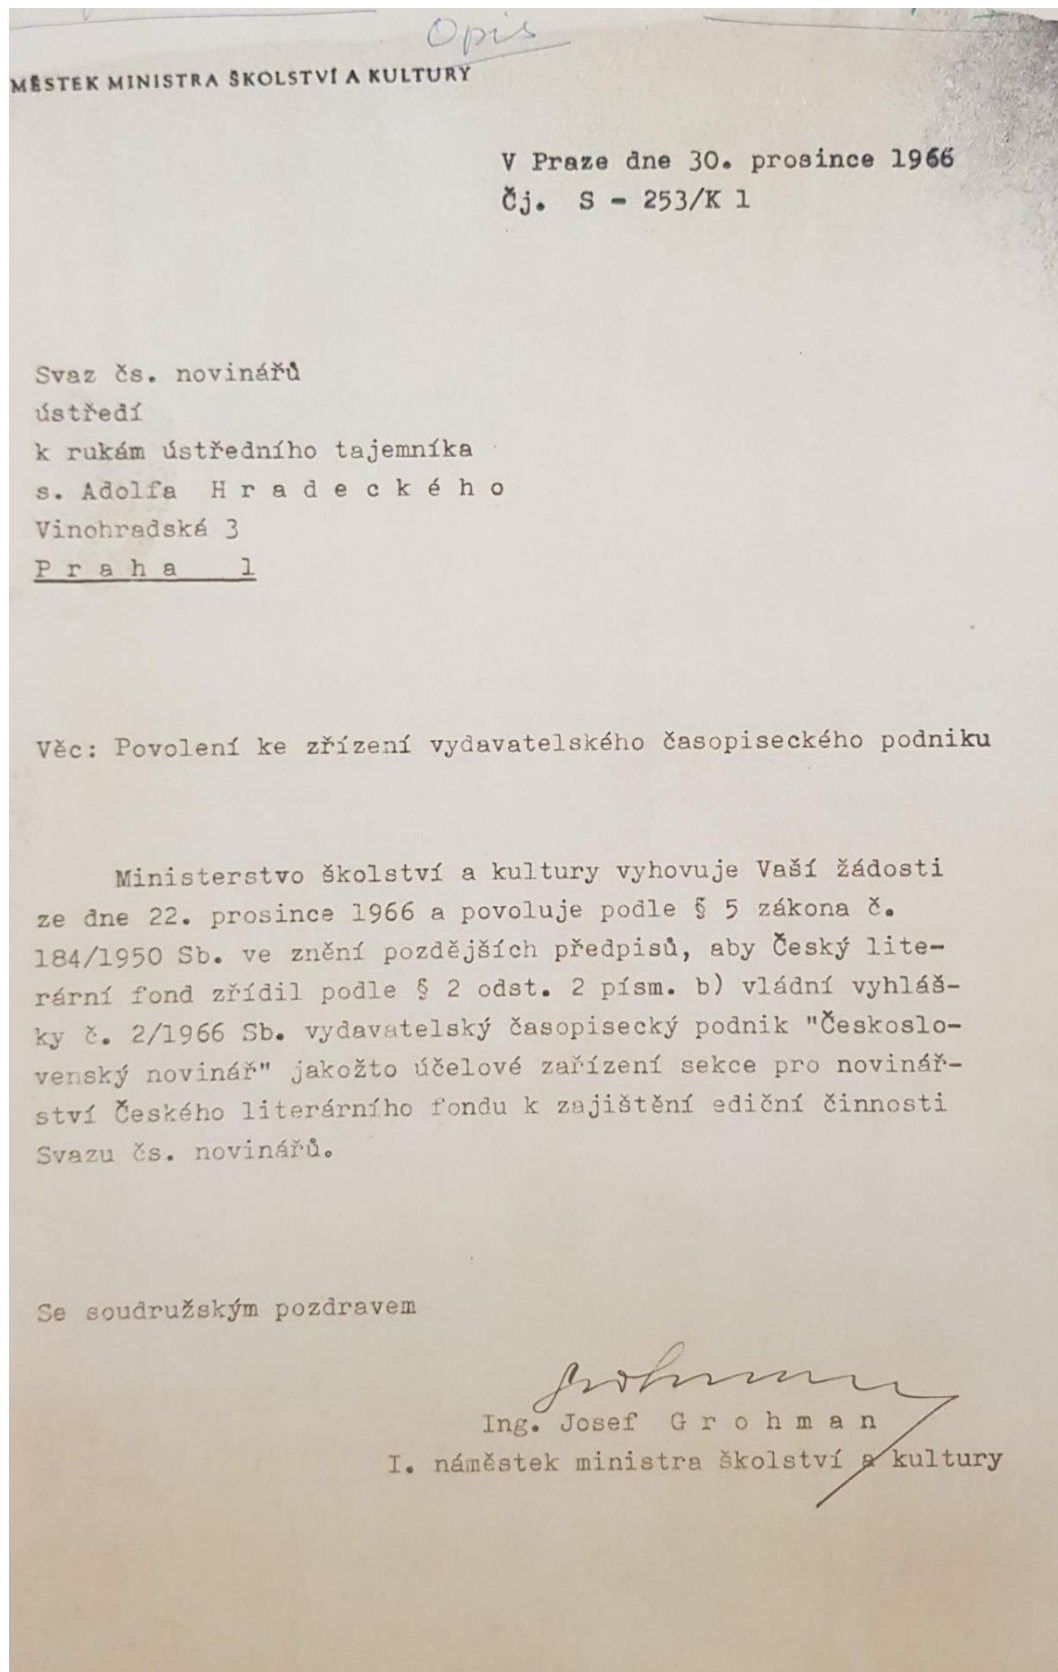 Opis
MĚSTEK MINISTRA ŠKOLSTVÍ A KULTURY
V Praze dne 30. prosince 1966
Čj. S - 253/K 1
Svaz čs. novinářů
ústředí
k rukám ústředního tajemníka
s. Adolfa H r a d e c k é h o
Vinohradská 3
P r a h a 1
Věc: Povolení ke zřízení vydavatelského časopiseckého podniku
Ministerstvo školství a kultury vyhovuje Vaší žádosti
ze dne 22. prosince 1966 a povoluje podle § 5 zákona č.
184/1950 Sb. ve znění pozdějších předpisů, aby Český lite-
rární fond zřídil podle § 2 odst. 2 písm. b) vládní vyhláš-
ky č. 2/1966 Sb. vydavatelský časopisecký podnik "Českoslo-
venský novinář" jakožto účelové zařízení sekce pro novinář-
ství Českého literárního fondu k zajištění ediční činnosti
Svazu čs. novinářů.
Se soudružským pozdravem
Grohman
Ing. Josef G r o h m a n
I. náměstek ministra školství a kultury